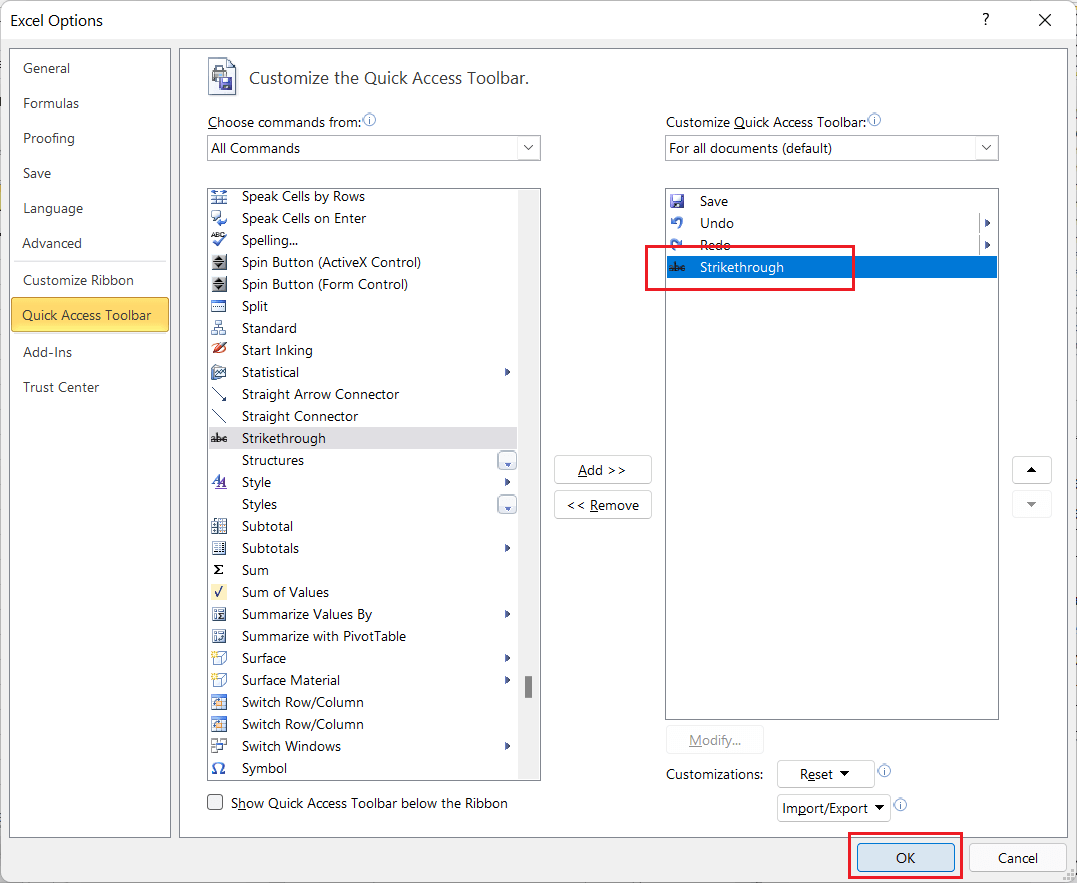 Excel Options
?
General
Formulas
Proofing
Save
Language
Advanced
Customize Ribbon
Quick Access Toolbar
Add-Ins
Trust Center
Customize the Quick Access Toolbar.
Choose commands from:
All Commands
Speak Cells by Rows
Speak Cells on Enter
ABC Spelling...
Spin Button (ActiveX Control)
Spin Button (Form Control)
Split
Standard
Start Inking
Statistical
Straight Arrow Connector
Straight Connector
abc Strikethrough
Structures
Style
Styles
Subtotal
Subtotals
Σ Sum
Sum of Values
Summarize Values By
Summarize with PivotTable
Surface
Surface Material
Switch Row/Column
Switch Row/Column
Switch Windows
Ω Symbol
Show Quick Access Toolbar below the Ribbon
Add >>
<< Remove
Customize Quick Access Toolbar:
For all documents (default)
Save
Undo
Redo
abc Strikethrough
Modify...
Customizations:
Reset
Import/Export
OK
Cancel